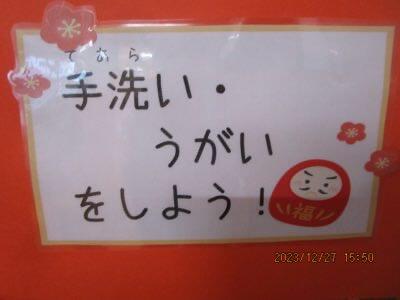 てあら
手洗い・
うがい
をしよう!
福
2023/12/27 15:50